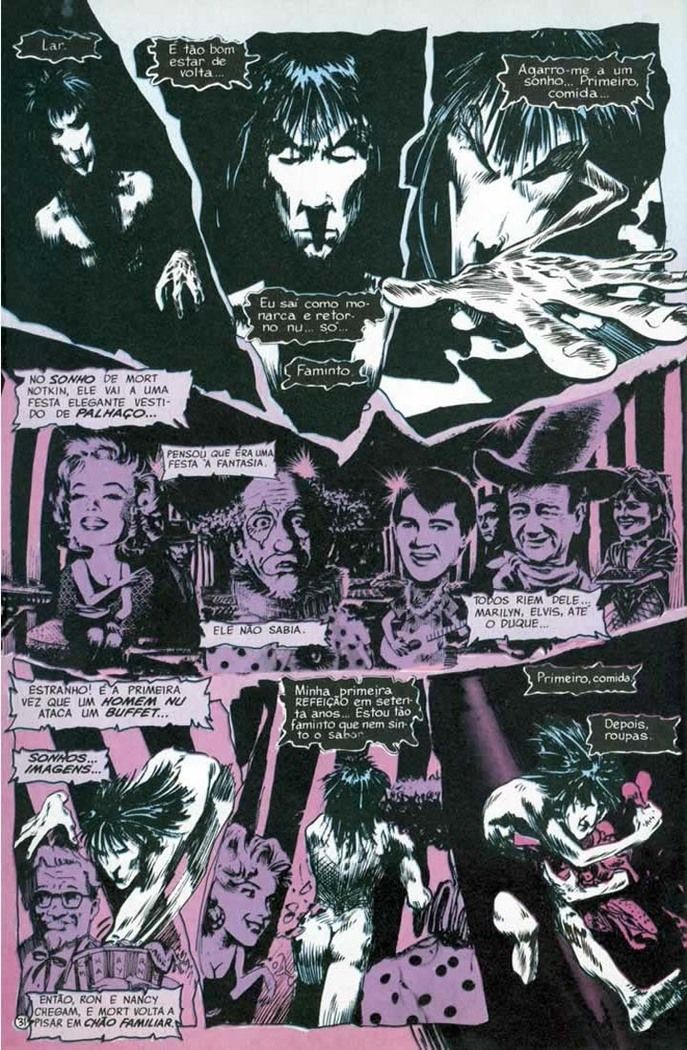 Lar.
É tão bom
estar de
volta...
Agarro-me a um
sonho... Primeiro,
comida...
Eu saí como mo-
narca e retor-
no nu... só...
Faminto.
NO SONHO DE MORT
NOTKIN, ELE VAI A UMA
FESTA ELEGANTE VESTI-
DO DE PALHAÇO...
PENSOU QUE ERA UMA
FESTA À FANTASIA.
ELE NÃO SABIA.
TODOS RIEM DELE...
MARILYN, ELVIS, ATÉ
O DUQUE...
ESTRANHO! É A PRIMEIRA
VEZ QUE UM HOMEM NU
ATACA UM BUFFET...
SONHOS...
IMAGENS...
ENTÃO, RON E NANCY
CHEGAM, E MORT VOLTA A
PISAR EM CHÃO FAMILIAR.
Minha primeira
REFEIÇÃO em seten-
ta anos... Estou tão
faminto que nem sin-
to o sabor.
Primeiro, comida.
Depois,
roupas.
31